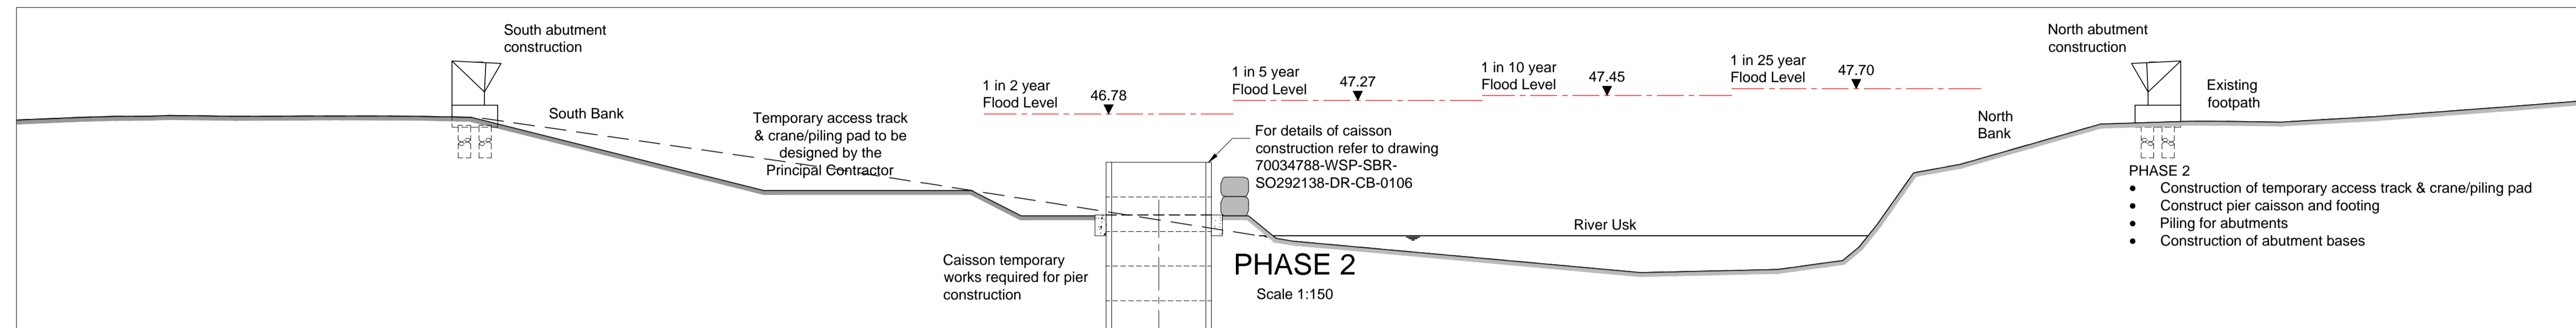 South abutment
construction
South Bank
Temporary access track
& crane/piling pad to be
designed by the
Principal Contractor
1 in 2 year
Flood Level
46.78
1 in 5 year
Flood Level
47.27
1 in 10 year
Flood Level
47.45
1 in 25 year
Flood Level
47.70
For details of caisson
construction refer to drawing
70034788-WSP-SBR-
SO292138-DR-CB-0106
Caisson temporary
works required for pier
construction
PHASE 2
Scale 1:150
River Usk
North
Bank
North abutment
construction
Existing
footpath
PHASE 2
● Construction of temporary access track & crane/piling pad
● Construct pier caisson and footing
● Piling for abutments
● Construction of abutment bases